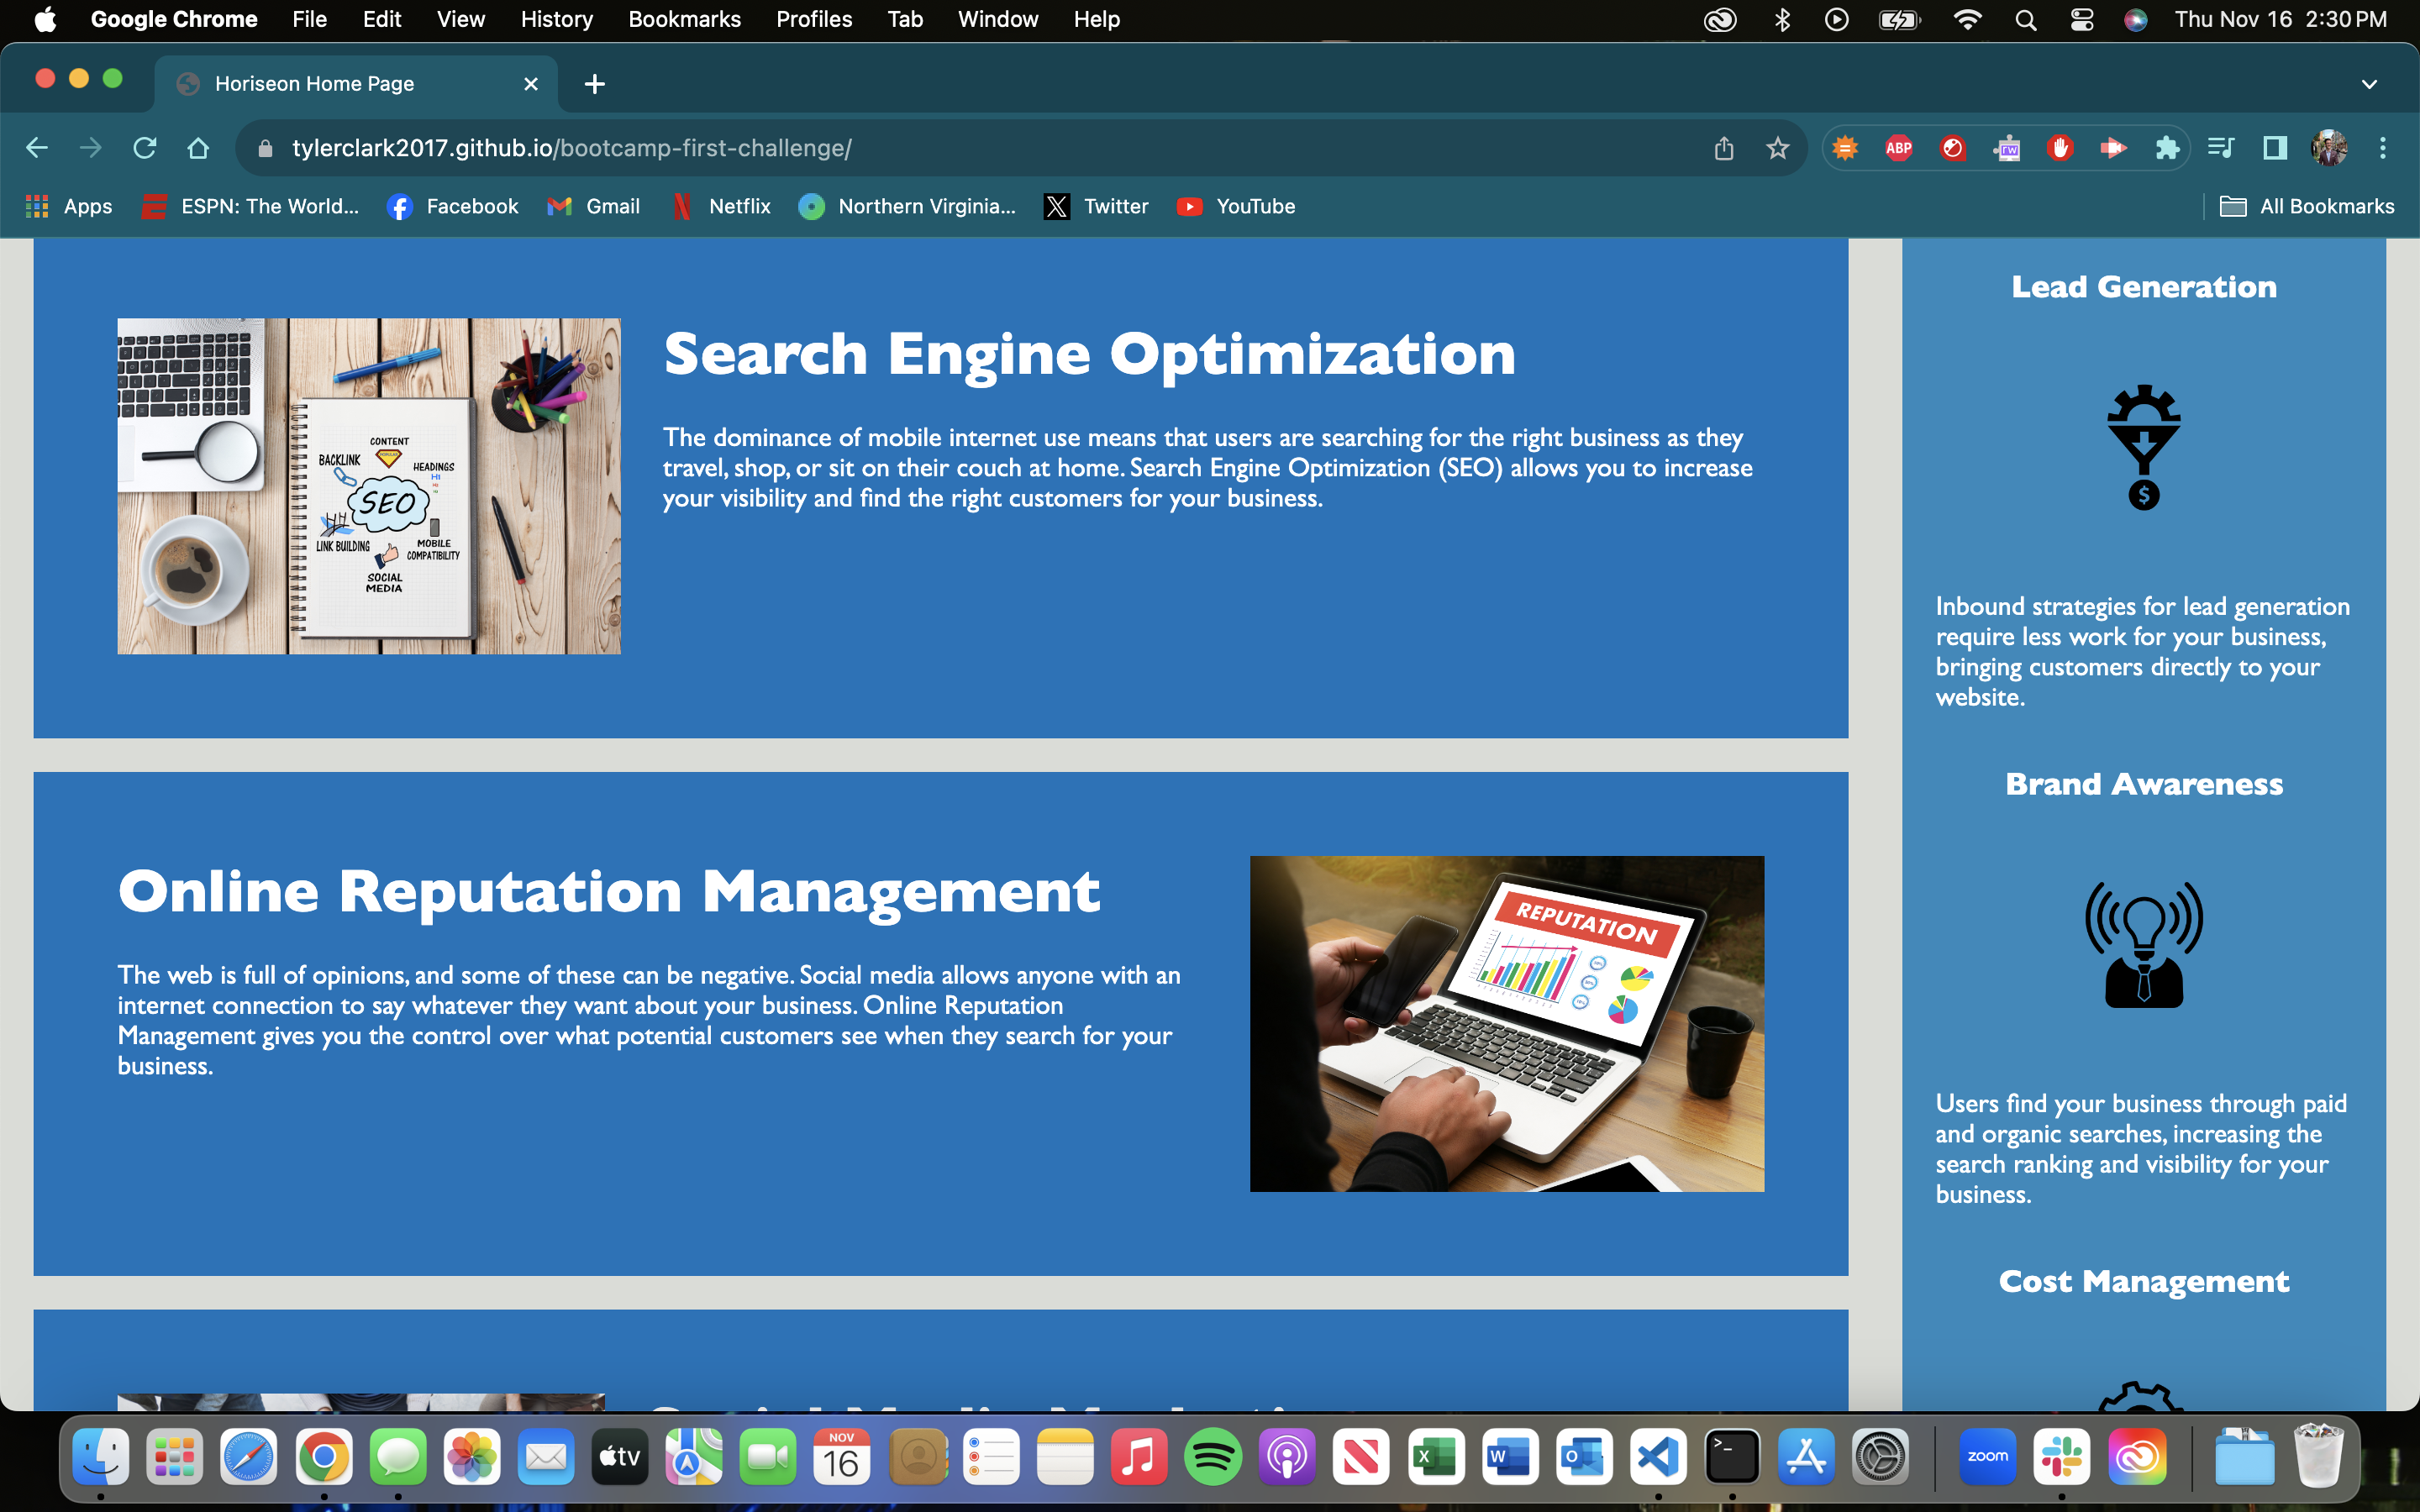 Google Chrome File Edit View History Bookmarks Profiles Tab Window Help Thu Nov 16 2:30 PM
Horiseon Home Page
tylerclark2017.github.io/bootcamp-first-challenge/
ABP
rw
Apps ESPN: The World... Facebook Gmail Netflix Northern Virginia... Twitter YouTube All Bookmarks
Search Engine Optimization
The dominance of mobile internet use means that users are searching for the right business as they
travel, shop, or sit on their couch at home. Search Engine Optimization (SEO) allows you to increase
your visibility and find the right customers for your business.
CONTENT
BACKLINK
HEADINGS
H1
SEO
LINK BUILDING
MOBILE
COMPATIBILITY
SOCIAL
MEDIA
Online Reputation Management
The web is full of opinions, and some of these can be negative. Social media allows anyone with an
internet connection to say whatever they want about your business. Online Reputation
Management gives you the control over what potential customers see when they search for your
business.
REPUTATION
Lead Generation
$
Inbound strategies for lead generation
require less work for your business,
bringing customers directly to your
website.
Brand Awareness
Users find your business through paid
and organic searches, increasing the
search ranking and visibility for your
business.
Cost Management
tv
NOV
16
X
W
O
>_
zoom